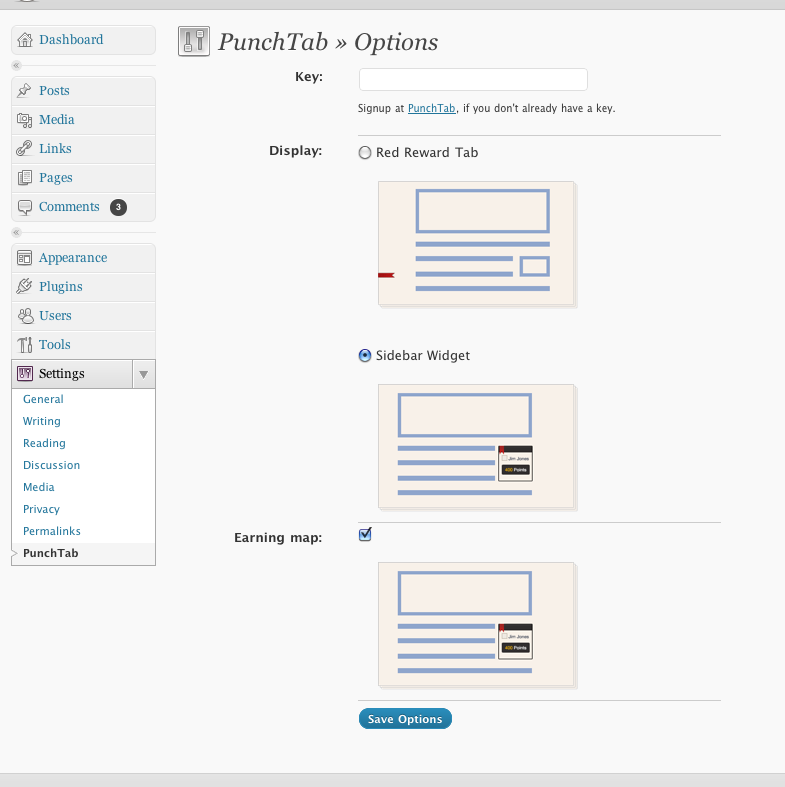 Dashboard
Posts
Media
Links
Pages
Comments 3
Appearance
Plugins
Users
Tools
Settings
General
Writing
Reading
Discussion
Media
Privacy
Permalinks
PunchTab
PunchTab » Options
Key:
Signup at PunchTab, if you don't already have a key.
Display:
Red Reward Tab
Sidebar Widget
Jim Jones
400 Points
Earning map:
Jim Jones
400 Points
Save Options